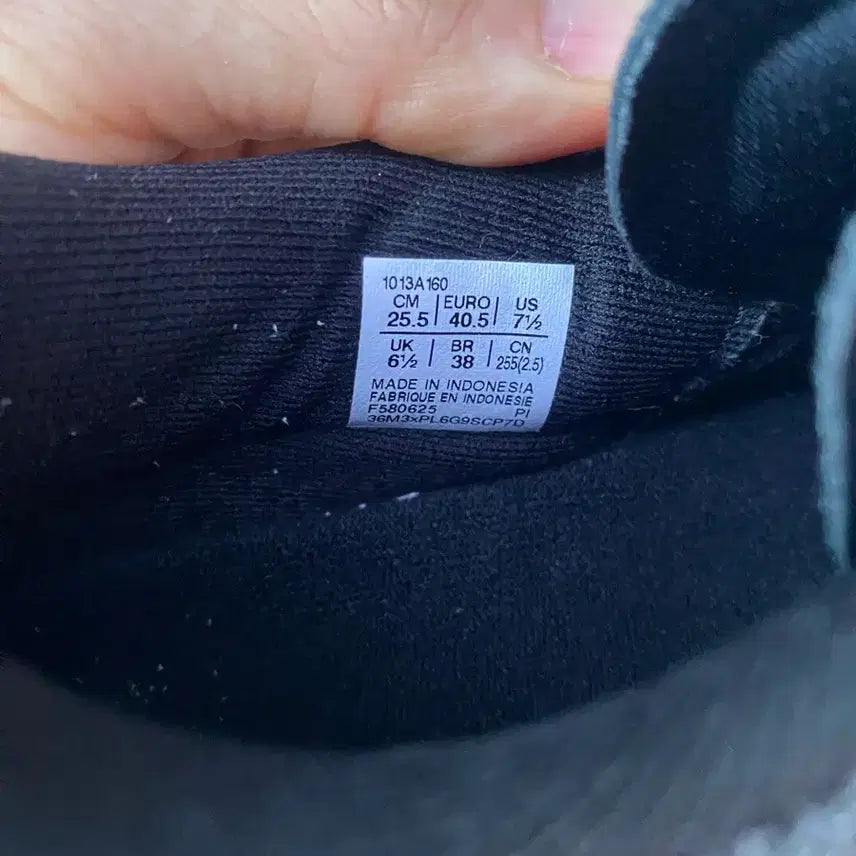 1013A160
CM | EURO | US
25.5 | 40.5 | 7½
UK | BR | CN
6½ | 38 | 255(2.5)
MADE IN INDONESIA
FABRIQUE EN INDONESIE
F580625 PI
36M3xPL6G9SCP7D